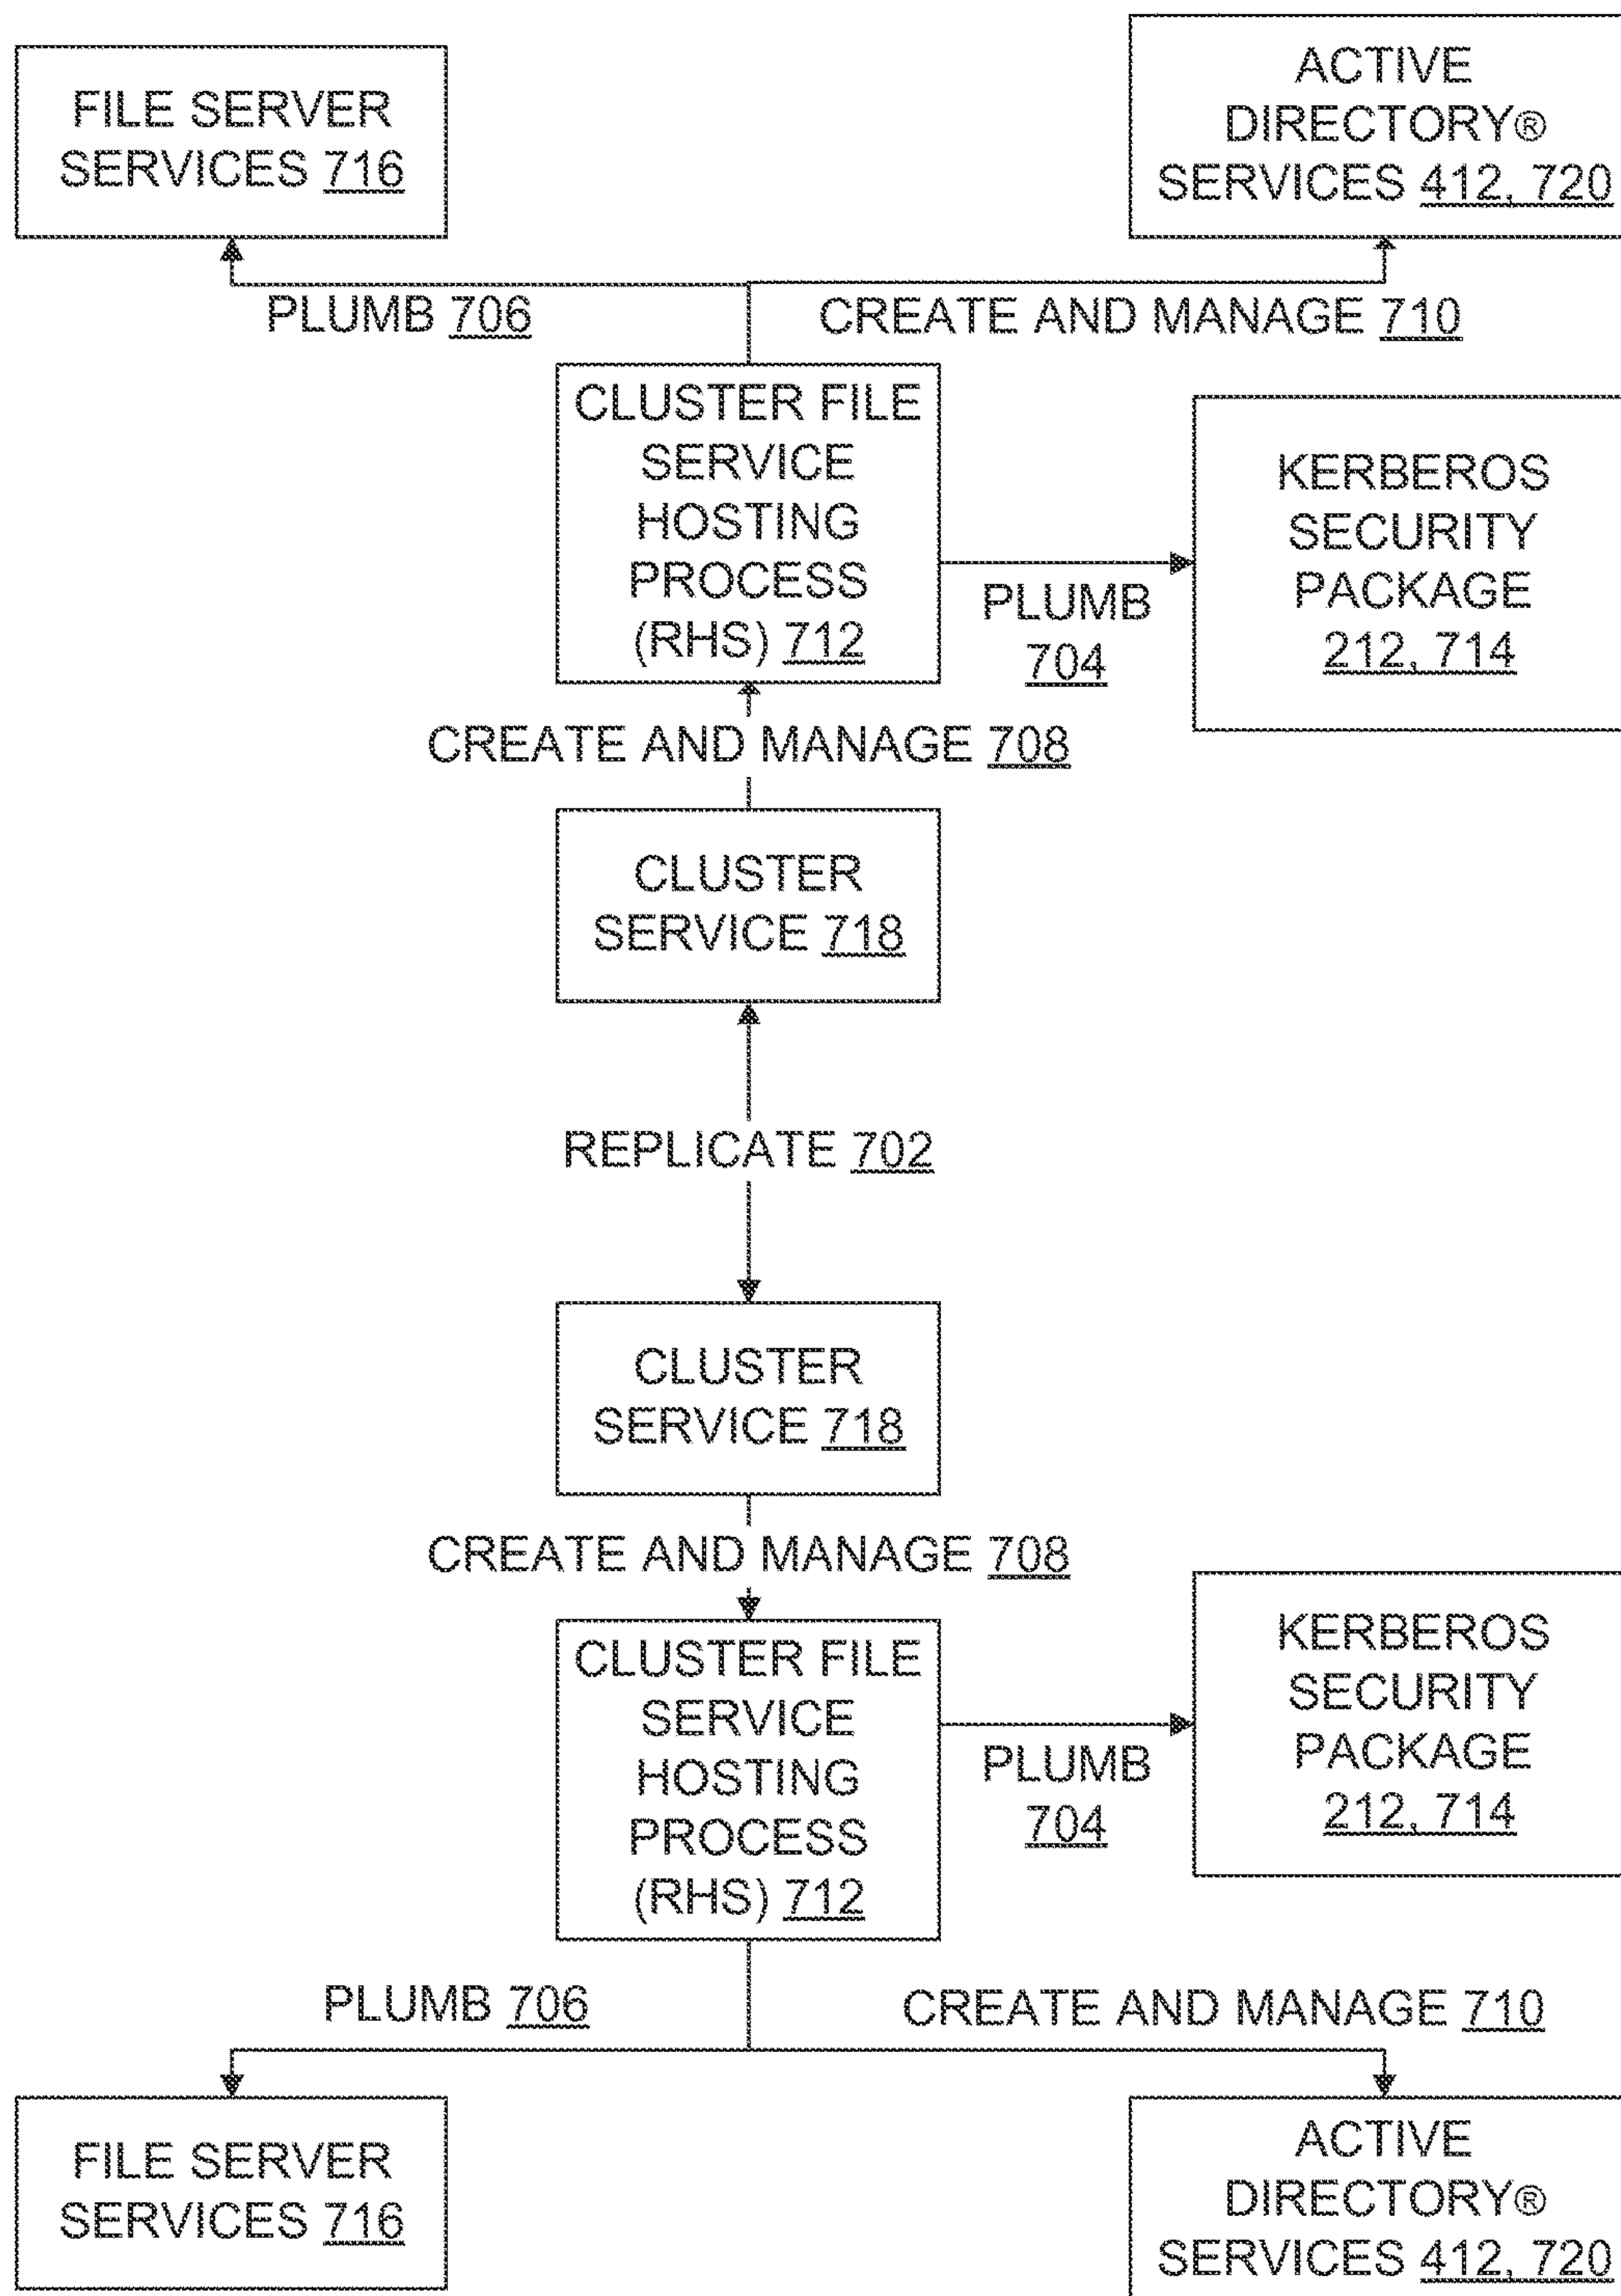 FILE SERVER
SERVICES 716
ACTIVE
DIRECTORY®
SERVICES 412, 720
PLUMB 706
CREATE AND MANAGE 710
CLUSTER FILE
SERVICE
HOSTING
PROCESS
(RHS) 712
PLUMB
704
KERBEROS
SECURITY
PACKAGE
212, 714
CREATE AND MANAGE 708
CLUSTER
SERVICE 718
REPLICATE 702
CLUSTER
SERVICE 718
CREATE AND MANAGE 708
CLUSTER FILE
SERVICE
HOSTING
PROCESS
(RHS) 712
PLUMB
704
KERBEROS
SECURITY
PACKAGE
212, 714
PLUMB 706
CREATE AND MANAGE 710
FILE SERVER
SERVICES 716
ACTIVE
DIRECTORY®
SERVICES 412, 720